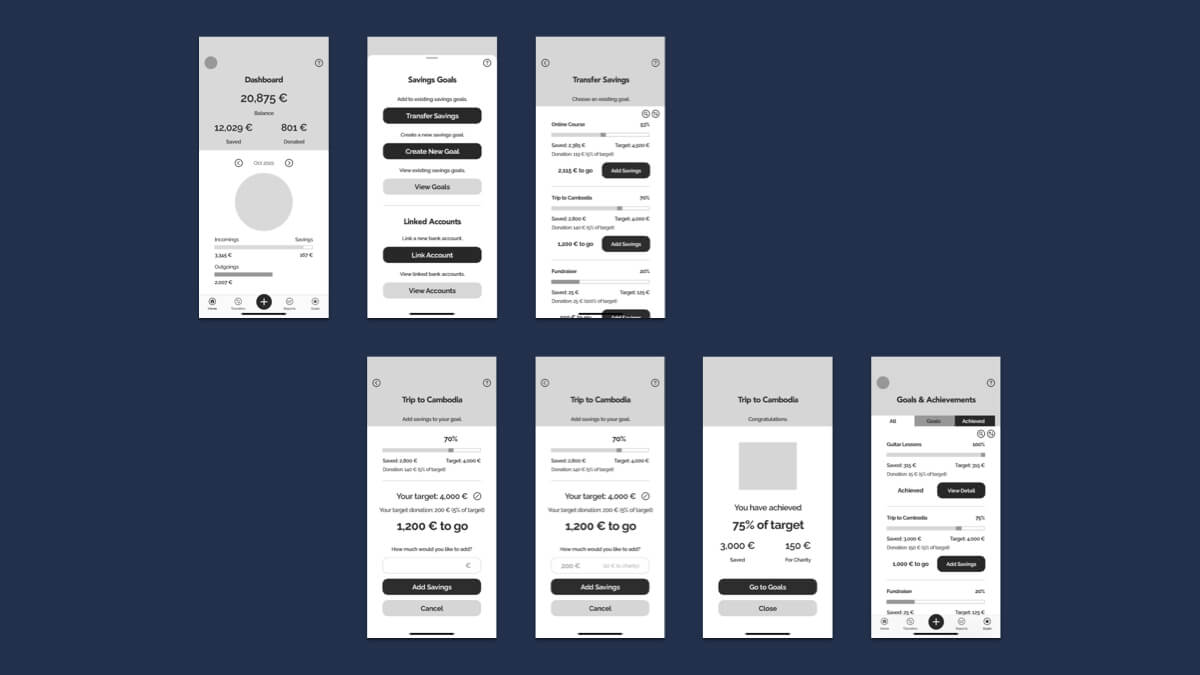 Dashboard
20,875 €
Balance
12,029 € 801 €
Saved Donated
Oct 2021
Incomings Savings
3,345 € 167 €
Outgoings
2,007 €
Home Transfers Reports Goals
Savings Goals
Add to existing savings goals.
Transfer Savings
Create a new savings goal.
Create New Goal
View existing savings goals.
View Goals
Linked Accounts
Link a new bank account.
Link Account
View linked bank accounts.
View Accounts
Transfer Savings
Choose an existing goal.
Online Course 53%
Saved: 2,385 € Target: 4,500 €
Donation: 119 € (5% of target)
2,115 € to go Add Savings
Trip to Cambodia 70%
Saved: 2,800 € Target: 4,000 €
Donation: 140 € (5% of target)
1,200 € to go Add Savings
Fundraiser 20%
Saved: 25 € Target: 125 €
Donation: 25 € (100% of target)
Add Savings
Trip to Cambodia
Add savings to your goal.
70%
Saved: 2,800 € Target: 4,000 €
Donation: 140 € (5% of target)
Your target: 4,000 €
Your target donation: 200 € (5% of target)
1,200 € to go
How much would you like to add?
€
Add Savings
Cancel
Trip to Cambodia
Add savings to your goal.
70%
Saved: 2,800 € Target: 4,000 €
Donation: 140 € (5% of target)
Your target: 4,000 €
Your target donation: 200 € (5% of target)
1,200 € to go
How much would you like to add?
200 € (10 € to charity)
Add Savings
Cancel
Trip to Cambodia
Congratulations.
You have achieved
75% of target
3,000 € 150 €
Saved For Charity
Go to Goals
Close
Goals & Achievements
All Goals Achieved
Guitar Lessons 100%
Saved: 315 € Target: 315 €
Donation: 15 € (5% of target)
Achieved View Detail
Trip to Cambodia 75%
Saved: 3,000 € Target: 4,000 €
Donation: 150 € (5% of target)
1,000 € to go Add Savings
Fundraiser 20%
Saved: 25 € Target: 125 €
Home Transfers Reports Goals